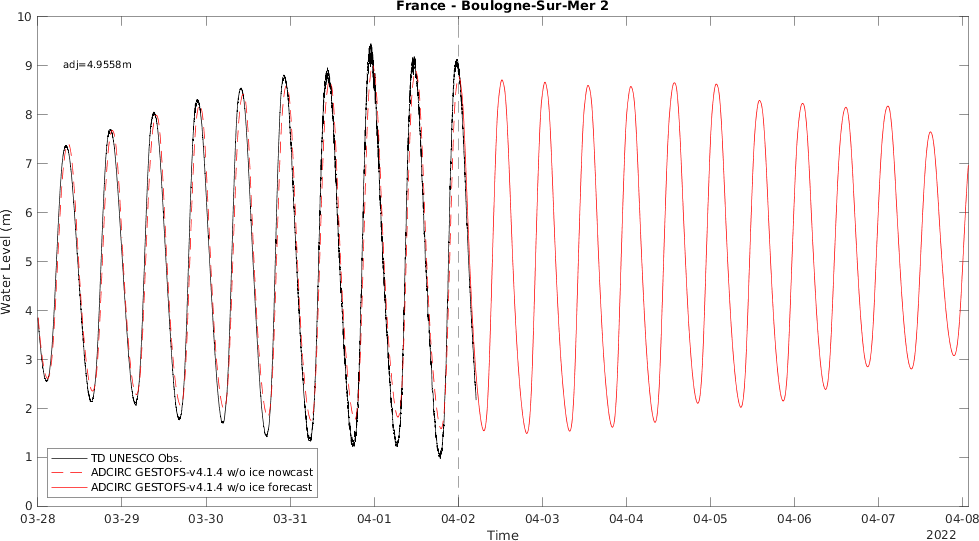 France - Boulogne-Sur-Mer 2
10
9
8
7
6
5
4
3
2
1
0
Water Level (m)
adj=4.9558m
TD UNESCO Obs.
ADCIRC GESTOFS-v4.1.4 w/o ice nowcast
ADCIRC GESTOFS-v4.1.4 w/o ice forecast
03-28 03-29 03-30 03-31 04-01 04-02 04-03 04-04 04-05 04-06 04-07 04-08
Time
2022